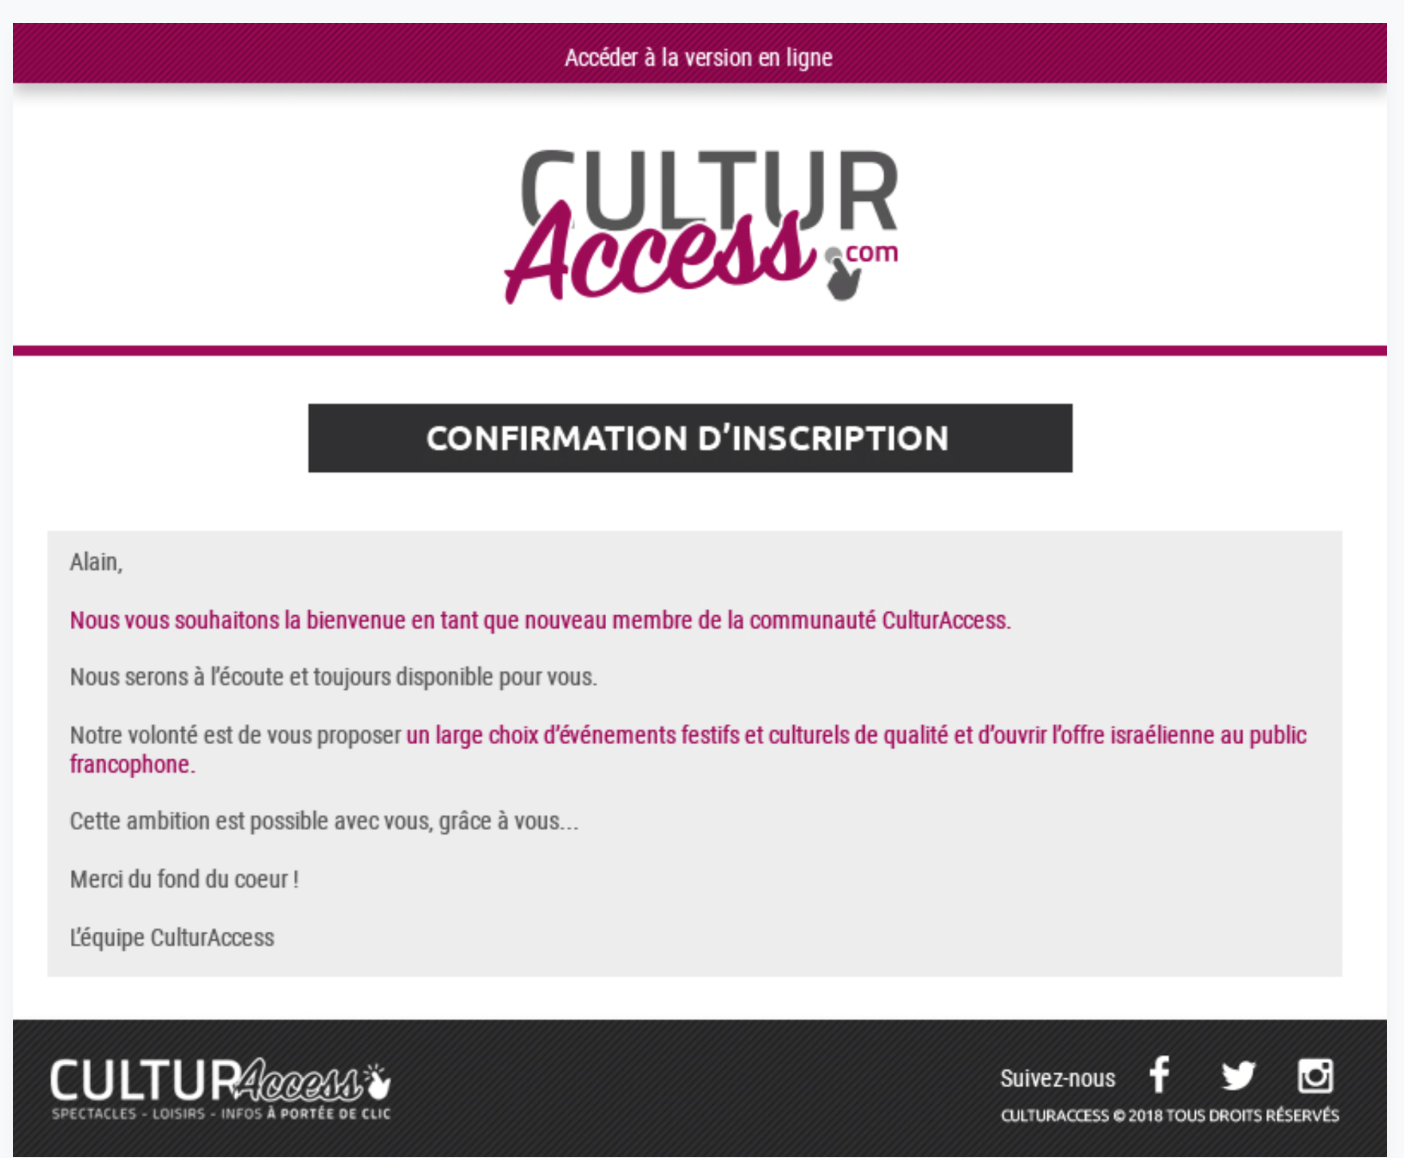 Accéder à la version en ligne
CULTUR
Access.com
CONFIRMATION D'INSCRIPTION
Alain,
Nous vous souhaitons la bienvenue en tant que nouveau membre de la communauté CulturAccess.
Nous serons à l'écoute et toujours disponible pour vous.
Notre volonté est de vous proposer un large choix d'événements festifs et culturels de qualité et d'ouvrir l'offre israélienne au public
francophone.
Cette ambition est possible avec vous, grâce à vous...
Merci du fond du coeur !
L'équipe CulturAccess
CULTURAccess
SPECTACLES - LOISIRS - INFOS À PORTÉE DE CLIC
Suivez-nous
CULTURACCESS © 2018 TOUS DROITS RÉSERVÉS